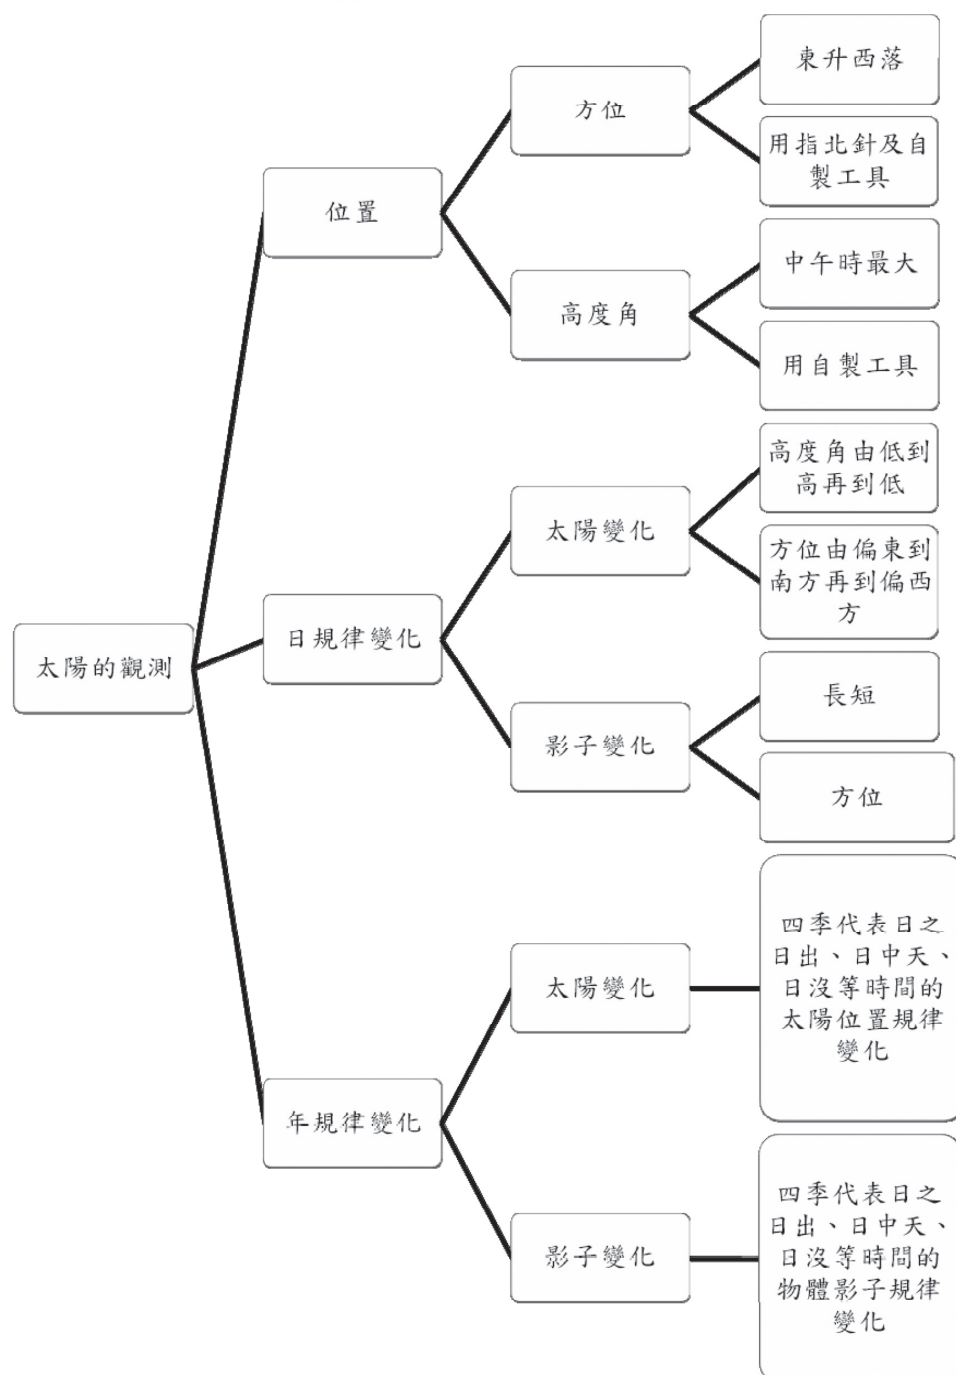 太陽的觀測
位置
方位
東升西落
用指北針及自
製工具
高度角
中午時最大
用自製工具
日規律變化
太陽變化
高度角由低到
高再到低
方位由偏東到
南方再到偏西
方
影子變化
長短
方位
年規律變化
太陽變化
四季代表日之
日出、日中天、
日沒等時間的
太陽位置規律
變化
影子變化
四季代表日之
日出、日中天、
日沒等時間的
物體影子規律
變化